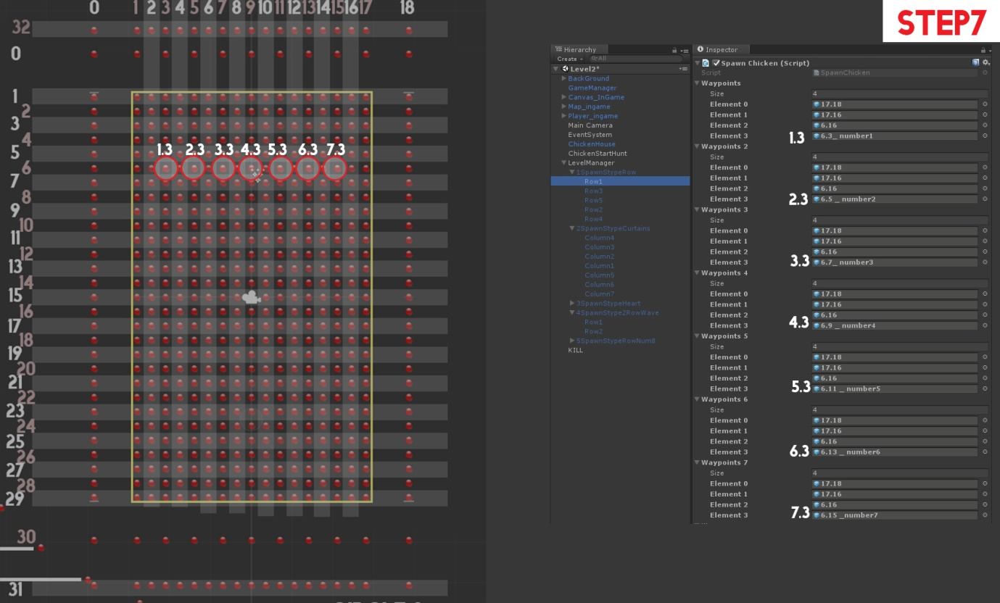 0 1 2 3 4 5 6 7 8 9 10 11 12 13 14 15 16 17 18
STEP7
32
0
1
2
3
4
5
6
7
8
9
10
11
12
13
14
15
16
17
18
19
20
21
22
23
24
25
26
27
28
29
30
31
1.3 2.3 3.3 4.3 5.3 6.3 7.3
Hierarchy
Create All
Level2*
BackGround
GameManager
Canvas_InGame
Map_ingame
Player_ingame
Main Camera
EventSystem
ChickenHouse
ChickenStartHunt
LevelManager
1SpawnStypeRow
Row1
Row3
Row5
Row2
Row4
2SpawnStypeCurtains
Column4
Column3
Column2
Column1
Column5
Column6
Column7
3SpawnStypeHeart
4SpawnStype2RowWave
Row1
Row2
5SpawnStypeRowNum8
KILL
Inspector
Spawn Chicken (Script)
Script SpawnChicken
Waypoints
Size 4
Element 0 17.18
Element 1 17.16
Element 2 6.16
Element 3 1.3 6.3_ number1
Waypoints 2
Size 4
Element 0 17.18
Element 1 17.16
Element 2 6.16
Element 3 2.3 6.5 _ number2
Waypoints 3
Size 4
Element 0 17.18
Element 1 17.16
Element 2 6.16
Element 3 3.3 6.7_ number3
Waypoints 4
Size 4
Element 0 17.18
Element 1 17.16
Element 2 6.16
Element 3 4.3 6.9 _ number4
Waypoints 5
Size 4
Element 0 17.18
Element 1 17.16
Element 2 6.16
Element 3 5.3 6.11 _ number5
Waypoints 6
Size 4
Element 0 17.18
Element 1 17.16
Element 2 6.16
Element 3 6.3 6.13 _ number6
Waypoints 7
Size 4
Element 0 17.18
Element 1 17.16
Element 2 6.16
Element 3 7.3 6.15 _number7